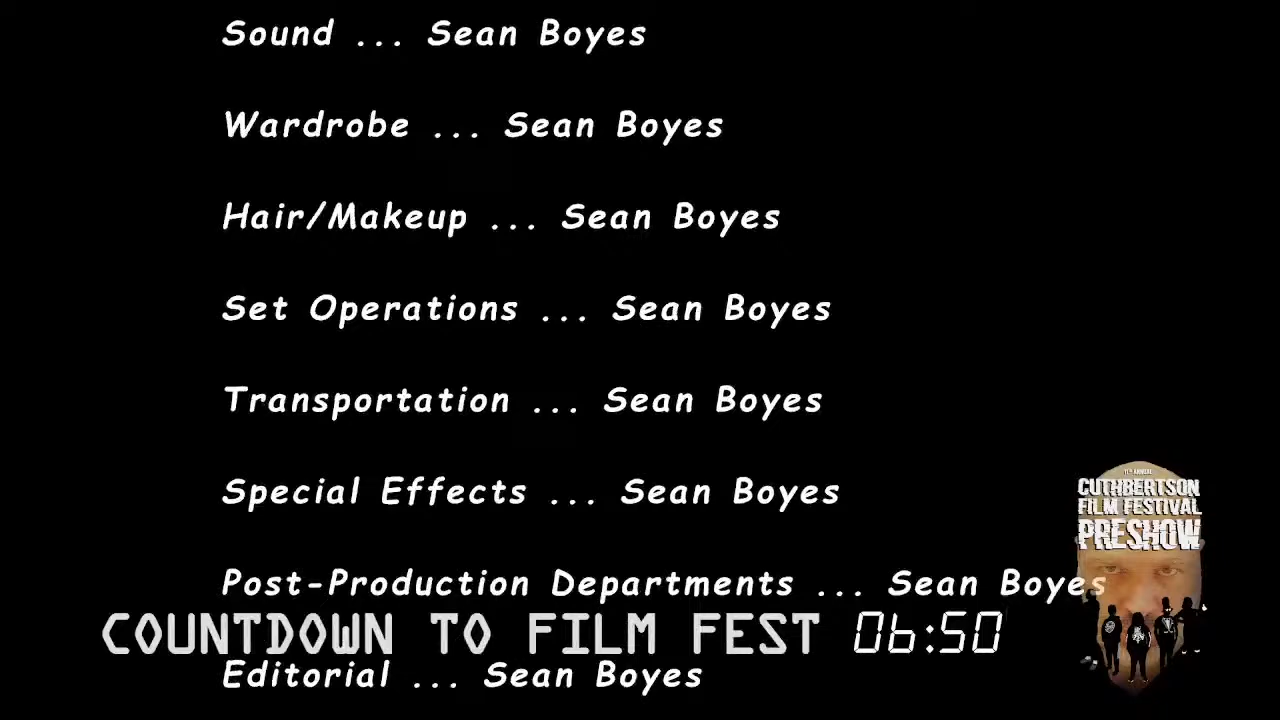 Sound ... Sean Boyes
Wardrobe ... Sean Boyes
Hair/Makeup ... Sean Boyes
Set Operations ... Sean Boyes
Transportation ... Sean Boyes
Special Effects ... Sean Boyes
Post-Production Departments ... Sean Boyes
COUNTDOWN TO FILM FEST 06:50
Editorial ... Sean Boyes
11TH ANNUAL
CUTHBERTSON
FILM FESTIVAL
PRESHOW